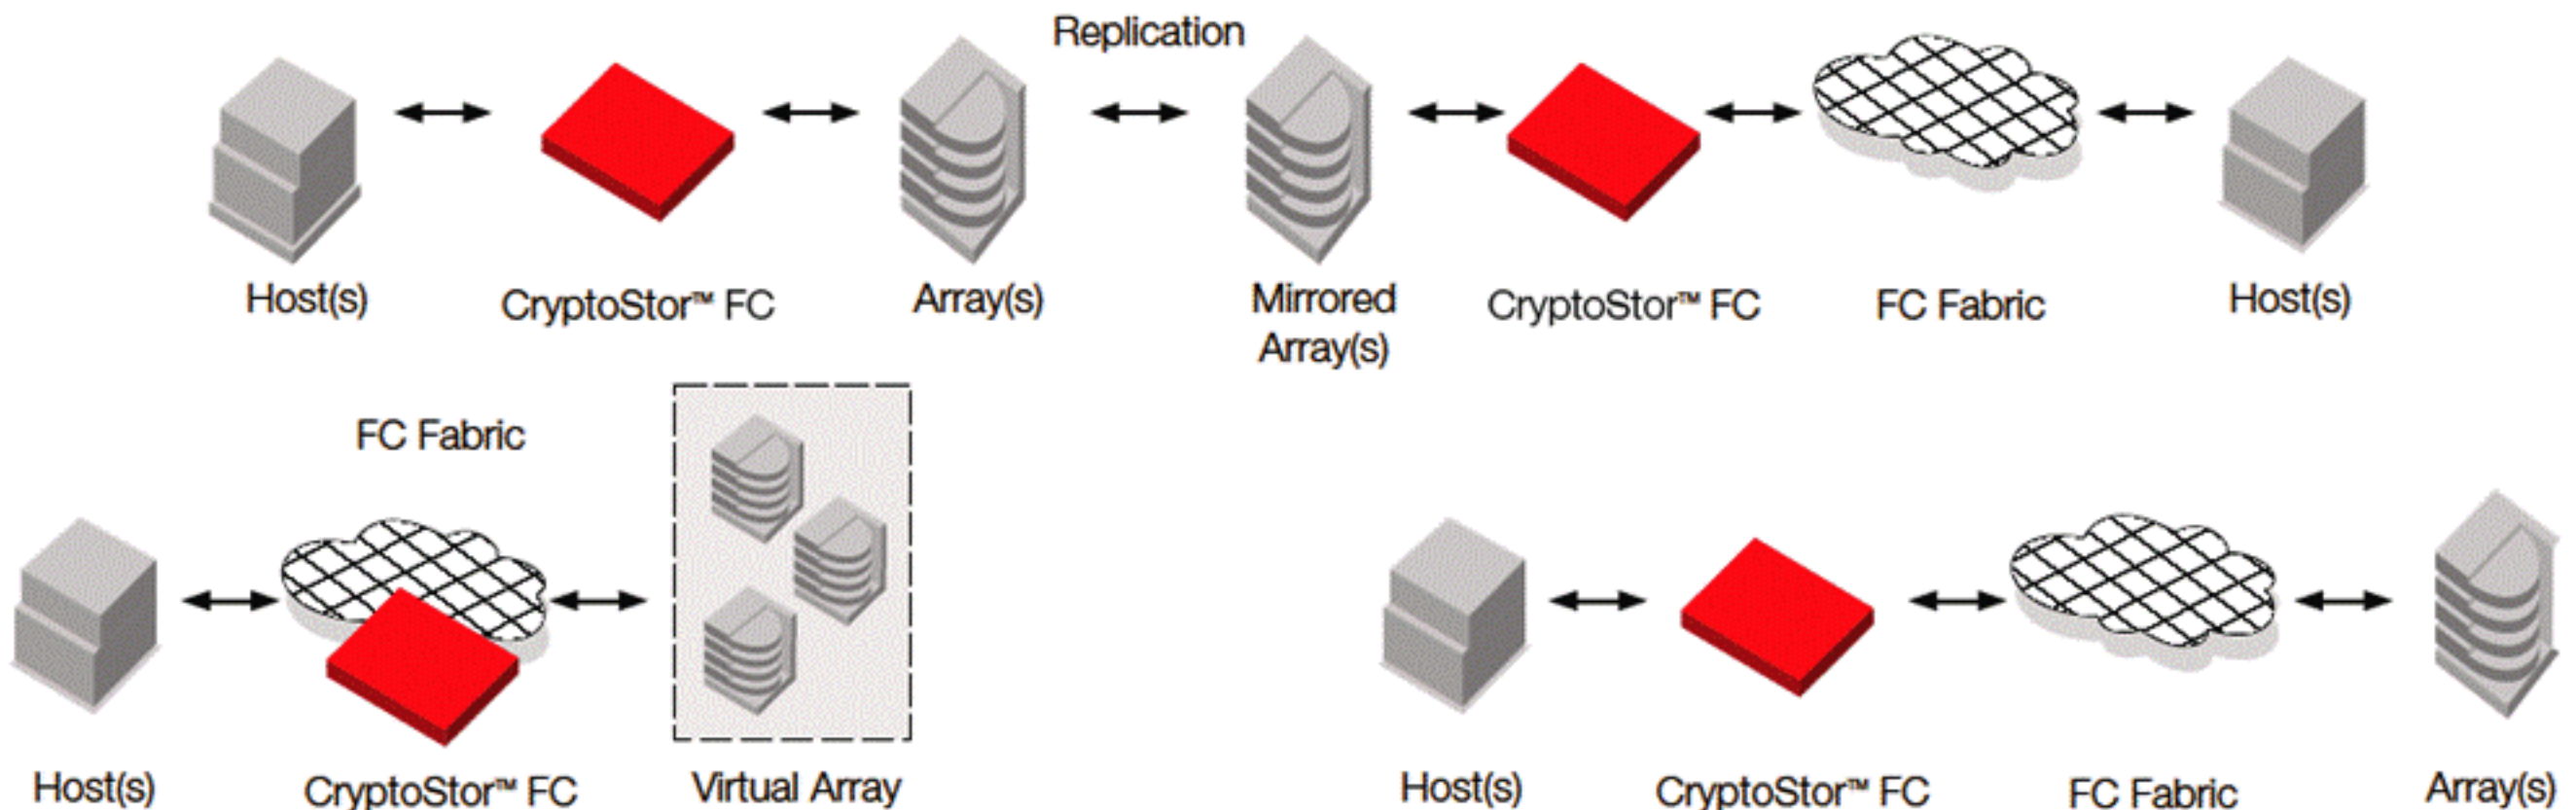 Replication
Host(s)
CryptoStor™ FC
Array(s)
Mirrored
Array(s)
CryptoStor™ FC
FC Fabric
Host(s)
FC Fabric
Host(s)
CryptoStor™ FC
Virtual Array
Host(s)
CryptoStor™ FC
FC Fabric
Array(s)